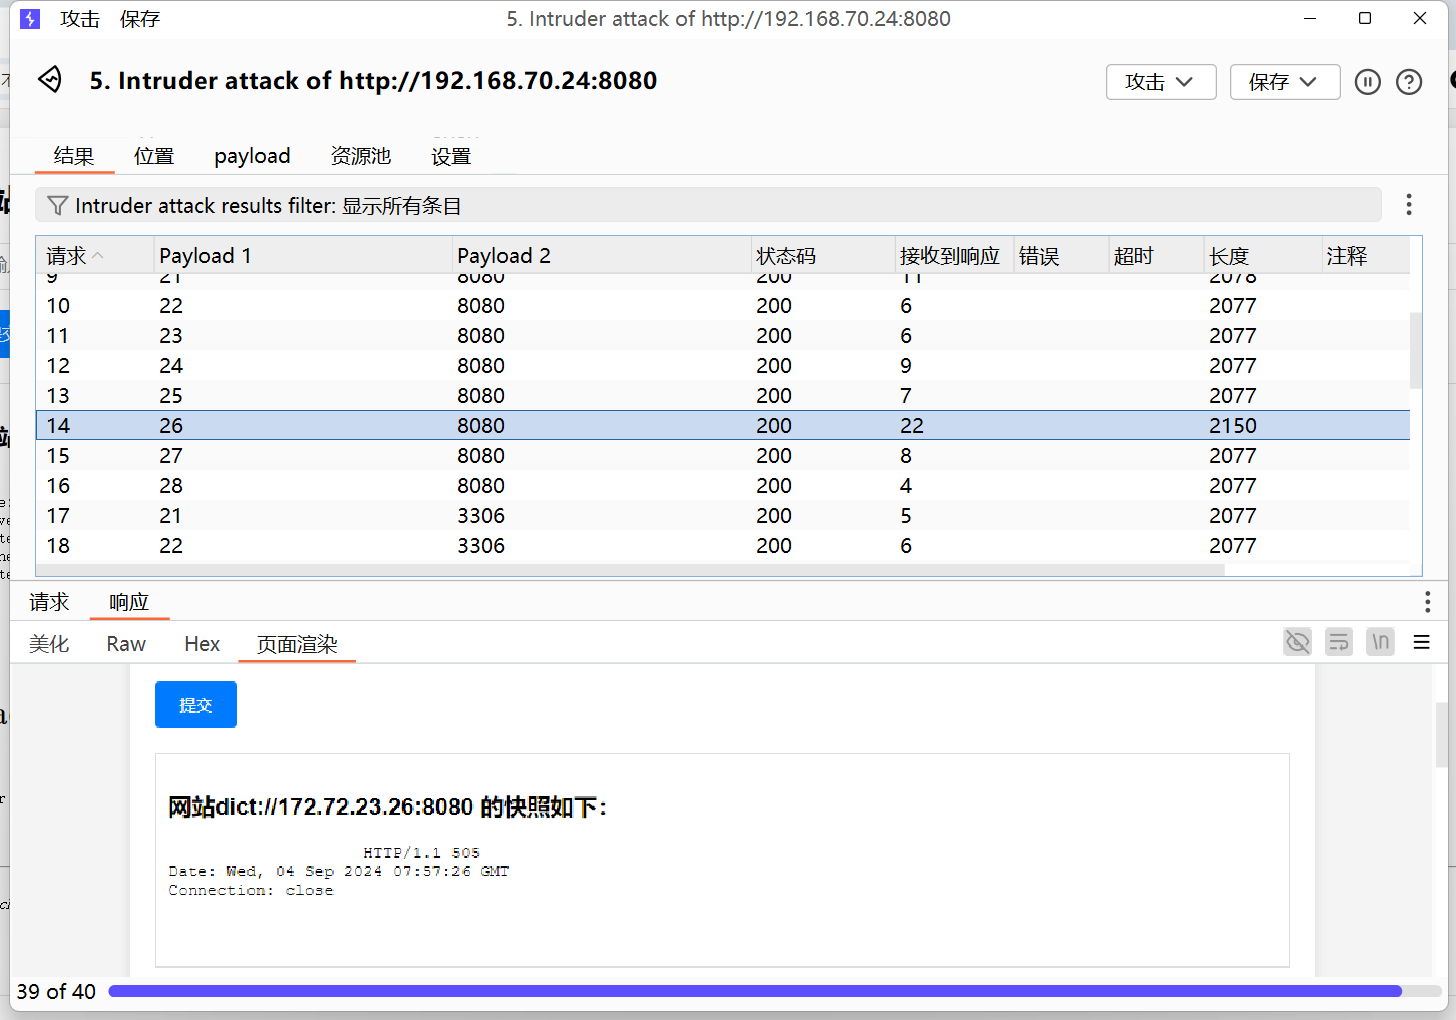 攻击 保存 5. Intruder attack of http://192.168.70.24:8080
5. Intruder attack of http://192.168.70.24:8080 攻击 保存
结果 位置 payload 资源池 设置
Intruder attack results filter: 显示所有条目
请求 Payload 1 Payload 2 状态码 接收到响应 错误 超时 长度 注释
9 21 8080 200 11 2078
10 22 8080 200 6 2077
11 23 8080 200 6 2077
12 24 8080 200 9 2077
13 25 8080 200 7 2077
14 26 8080 200 22 2150
15 27 8080 200 8 2077
16 28 8080 200 4 2077
17 21 3306 200 5 2077
18 22 3306 200 6 2077
请求 响应
美化 Raw Hex 页面渲染 \n
提交
网站dict://172.72.23.26:8080 的快照如下：
HTTP/1.1 505
Date: Wed, 04 Sep 2024 07:57:26 GMT
Connection: close
39 of 40